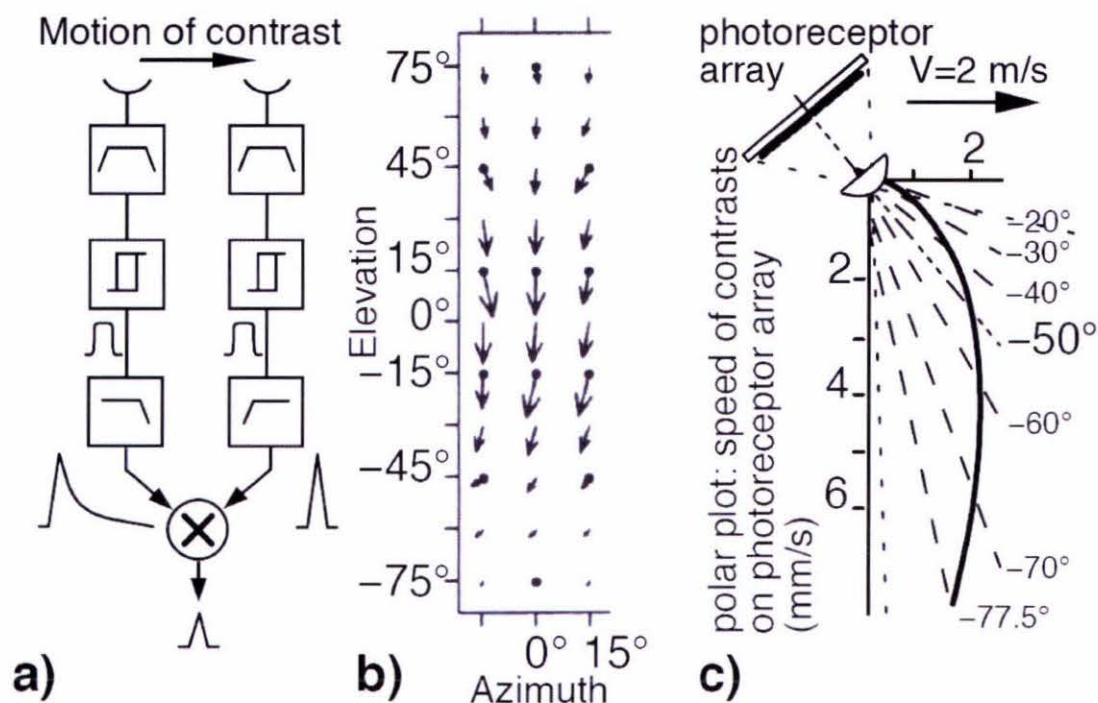 Motion of contrast
a)
Elevation
75°
45°
15°
0°
-15°
-45°
-75°
0° 15°
Azimuth
b)
photoreceptor
array
V=2 m/s
2
2
4
6
-20°
-30°
-40°
-50°
-60°
-70°
-77.5°
polar plot: speed of contrasts
on photoreceptor array
(mm/s)
c)